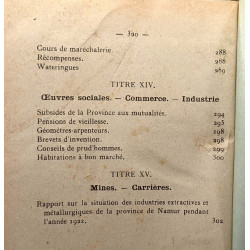 — 320 —
Cours de maréchalerie. 288
Récompenses. 288
Wateringues 289
TITRE XIV.
Œuvres sociales. — Commerce. — Industrie
Subsides de la Province aux mutualités. 294
Pensions de vieillesse. 295
Géomètres-arpenteurs. 298
Brevets d'invention. 298
Conseils de prud'hommes. 299
Habitations à bon marché. 300
TITRE XV.
Mines. — Carrières.
Rapport sur la situation des industries extractives et
métallurgiques de la province de Namur pendant
l'année 1922. 302